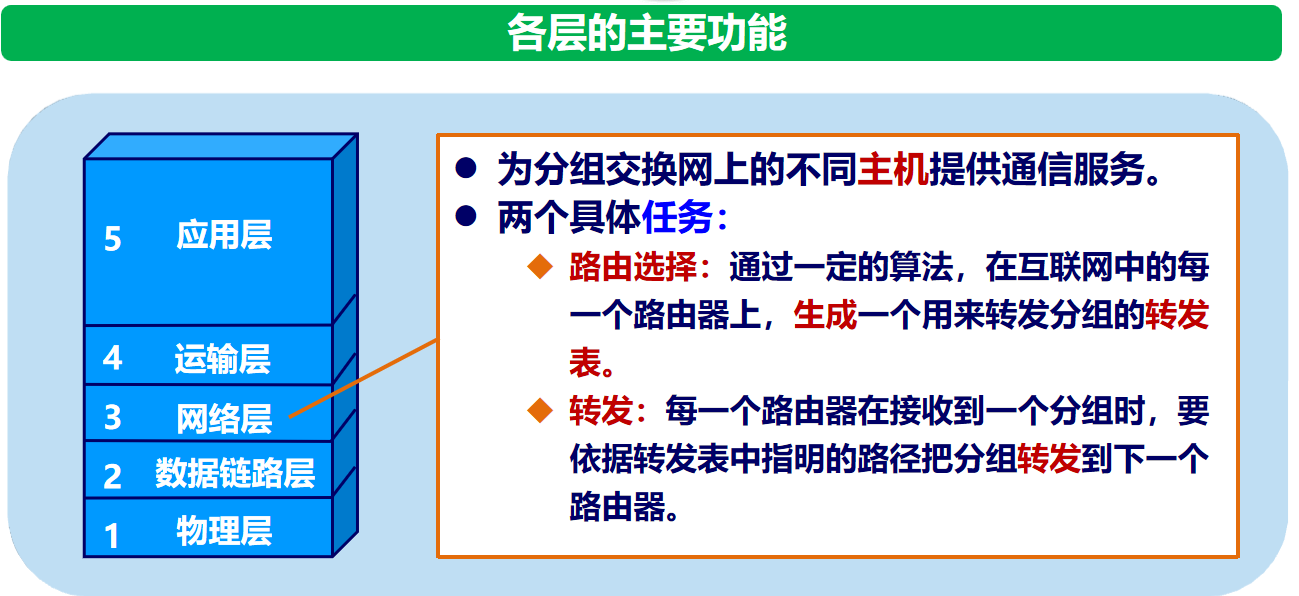 各层的主要功能
5 应用层
4 运输层
3 网络层
2 数据链路层
1 物理层
为分组交换网上的不同主机提供通信服务。
两个具体任务：
路由选择：通过一定的算法，在互联网中的每
一个路由器上，生成一个用来转发分组的转发
表。
转发：每一个路由器在接收到一个分组时，要
依据转发表中指明的路径把分组转发到下一个
路由器。